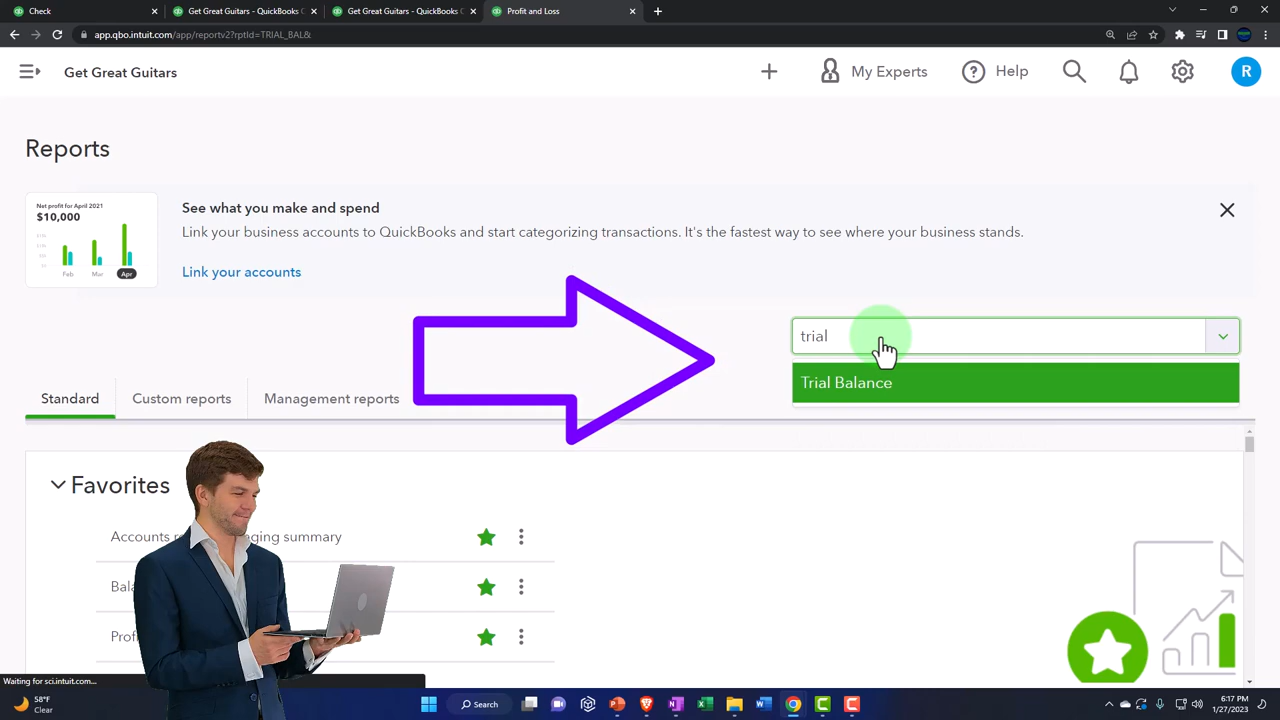 Check
Get Great Guitars - QuickBooks C
Get Great Guitars - QuickBooks C
Profit and Loss
app.qbo.intuit.com/app/reportv2?rptId=TRIAL_BAL&
Get Great Guitars
My Experts
Help
R
Reports
Net profit for April 2021
$10,000
Feb
Mar
Apr
See what you make and spend
Link your business accounts to QuickBooks and start categorizing transactions. It's the fastest way to see where your business stands.
Link your accounts
trial
Trial Balance
Standard
Custom reports
Management reports
Favorites
Accounts re
ging summary
Bala
Profi
Waiting for sci.intuit.com...
58°F
Clear
Search
6:17 PM
1/27/2023